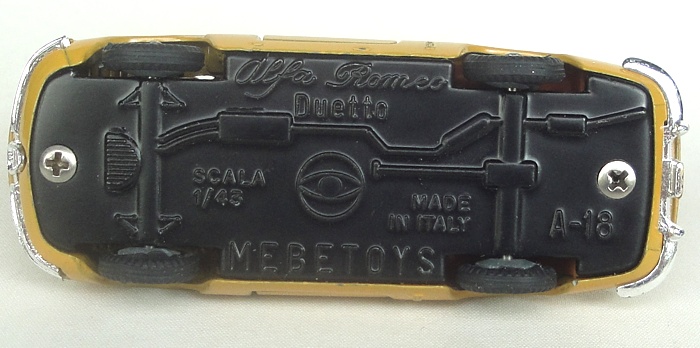 Alfa Romeo
Duetto
SCALA
1/43
MADE
IN ITALY
A-18
MEBETOYS